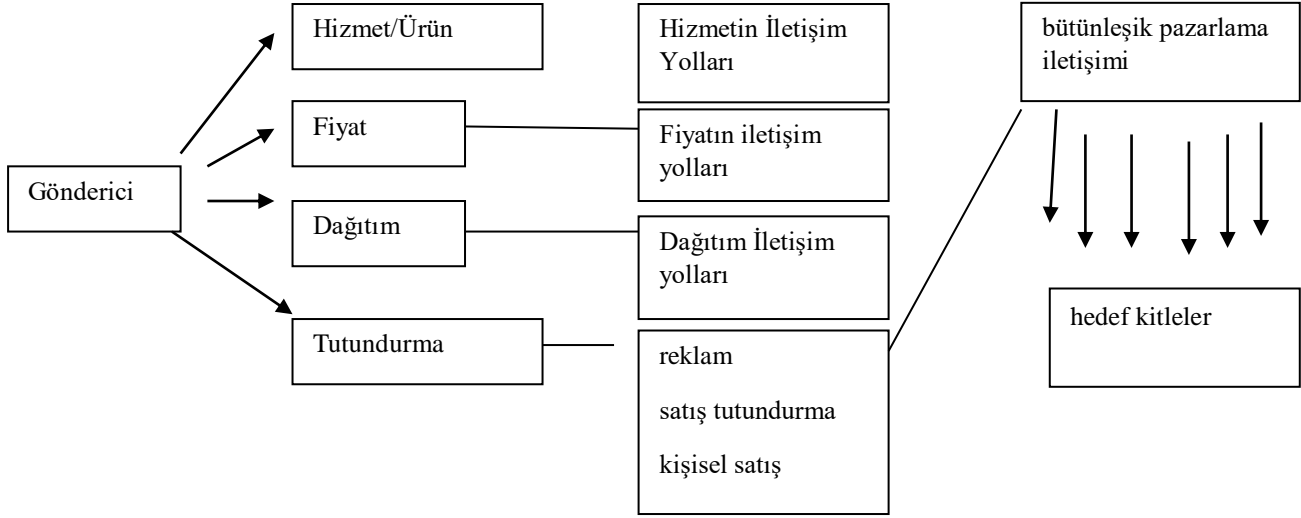 Gönderici
Hizmet/Ürün
Fiyat
Dağıtım
Tutundurma
Hizmetin İletişim
Yolları
Fiyatın iletişim
yolları
Dağıtım İletişim
yolları
reklam
satış tutundurma
kişisel satış
bütünleşik pazarlama
iletişimi
hedef kitleler